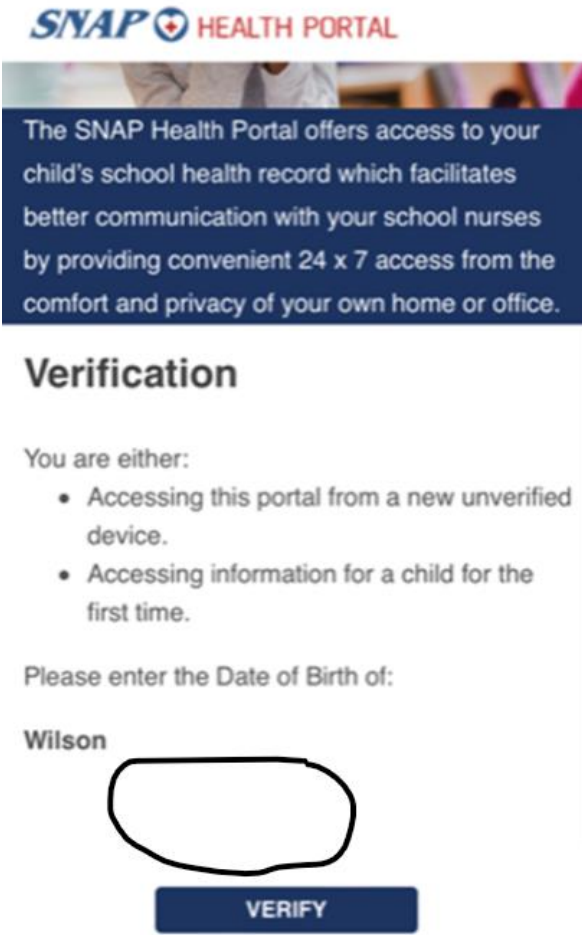 SNAP HEALTH PORTAL
The SNAP Health Portal offers access to your
child's school health record which facilitates
better communication with your school nurses
by providing convenient 24 x 7 access from the
comfort and privacy of your own home or office.
Verification
You are either:
• Accessing this portal from a new unverified
device.
• Accessing information for a child for the
first time.
Please enter the Date of Birth of:
Wilson
VERIFY